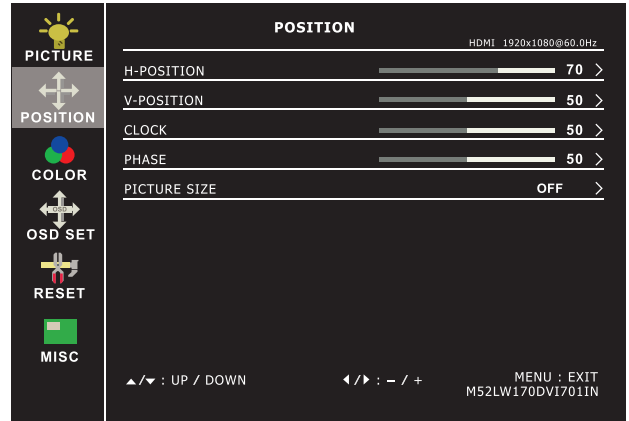 PICTURE
POSITION
COLOR
OSD
OSD SET
RESET
MISC
POSITION
HDMI 1920x1080@60.0Hz
H-POSITION 70
V-POSITION 50
CLOCK 50
PHASE 50
PICTURE SIZE OFF
▲/▼ : UP / DOWN ◀/▶ : – / + MENU : EXIT
M52LW170DVI701IN